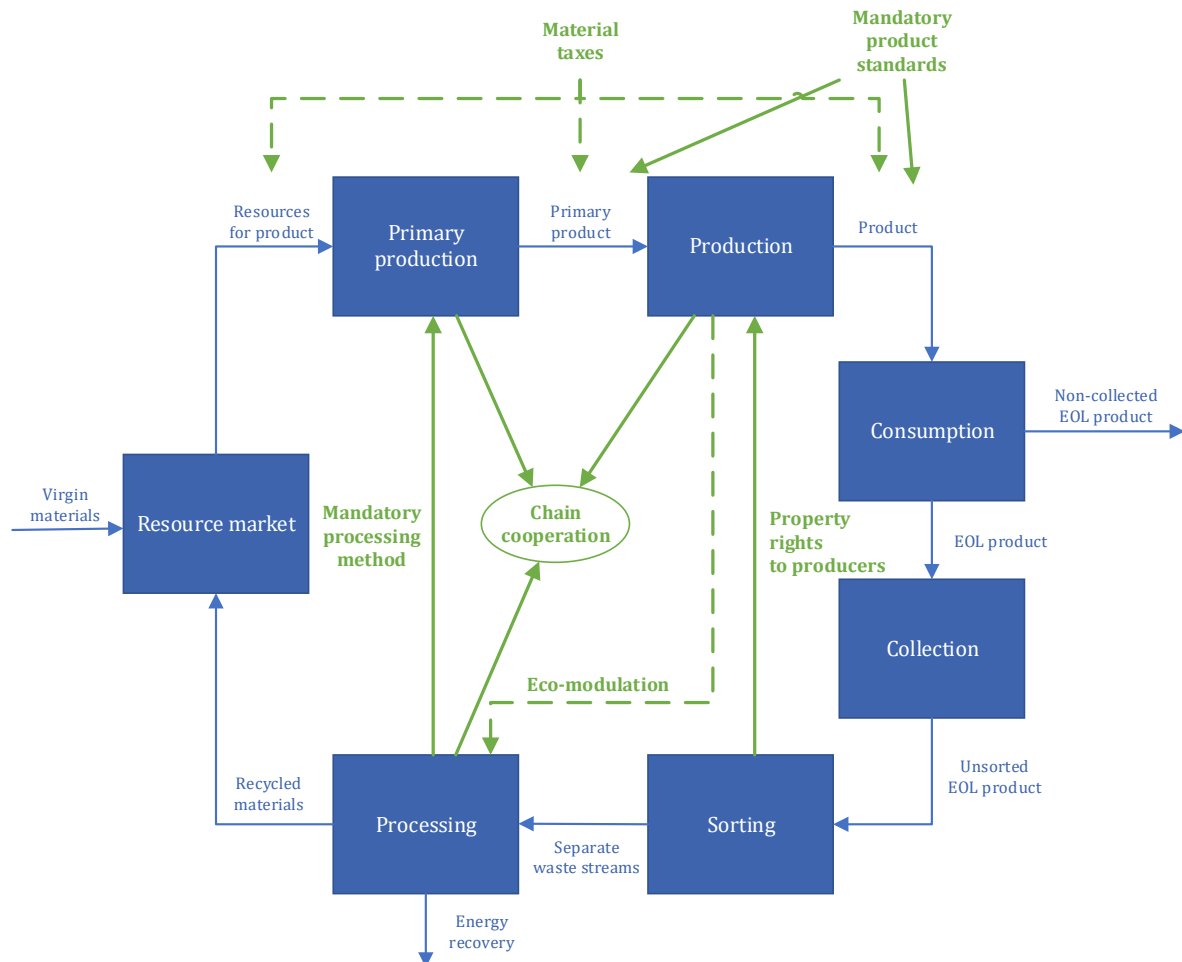 Material
taxes
Mandatory
product
standards
Resources
for product
Primary
production
Primary
product
Production
Product
Consumption
Non-collected
EOL product
Virgin
materials
Resource market
Mandatory
processing
method
Chain
cooperation
Property
rights
to producers
EOL product
Collection
Eco-modulation
Unsorted
EOL product
Recycled
materials
Processing
Separate
waste streams
Sorting
Energy
recovery